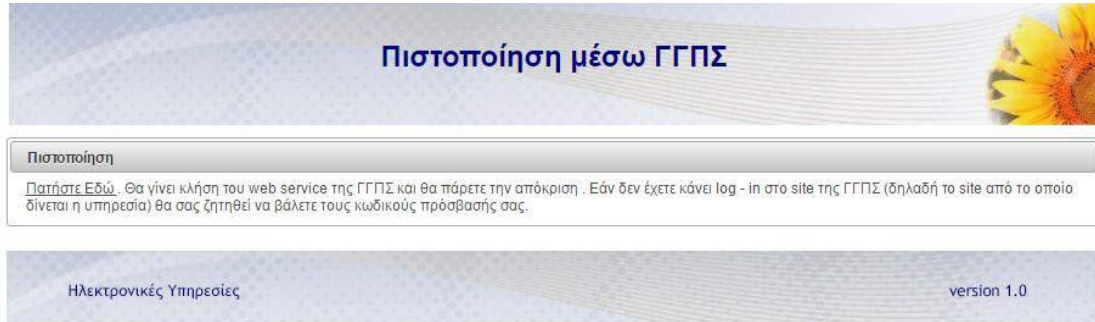 Πιστοποίηση μέσω ΓΓΠΣ
Πιστοποίηση
Πατήστε Εδώ . Θα γίνει κλήση του web service της ΓΓΠΣ και θα πάρετε την απόκριση . Εάν δεν έχετε κάνει log - in στο site της ΓΓΠΣ (δηλαδή το site από το οποίο
δίνεται η υπηρεσία) θα σας ζητηθεί να βάλετε τους κωδικούς πρόσβασής σας.
Ηλεκτρονικές Υπηρεσίες version 1.0